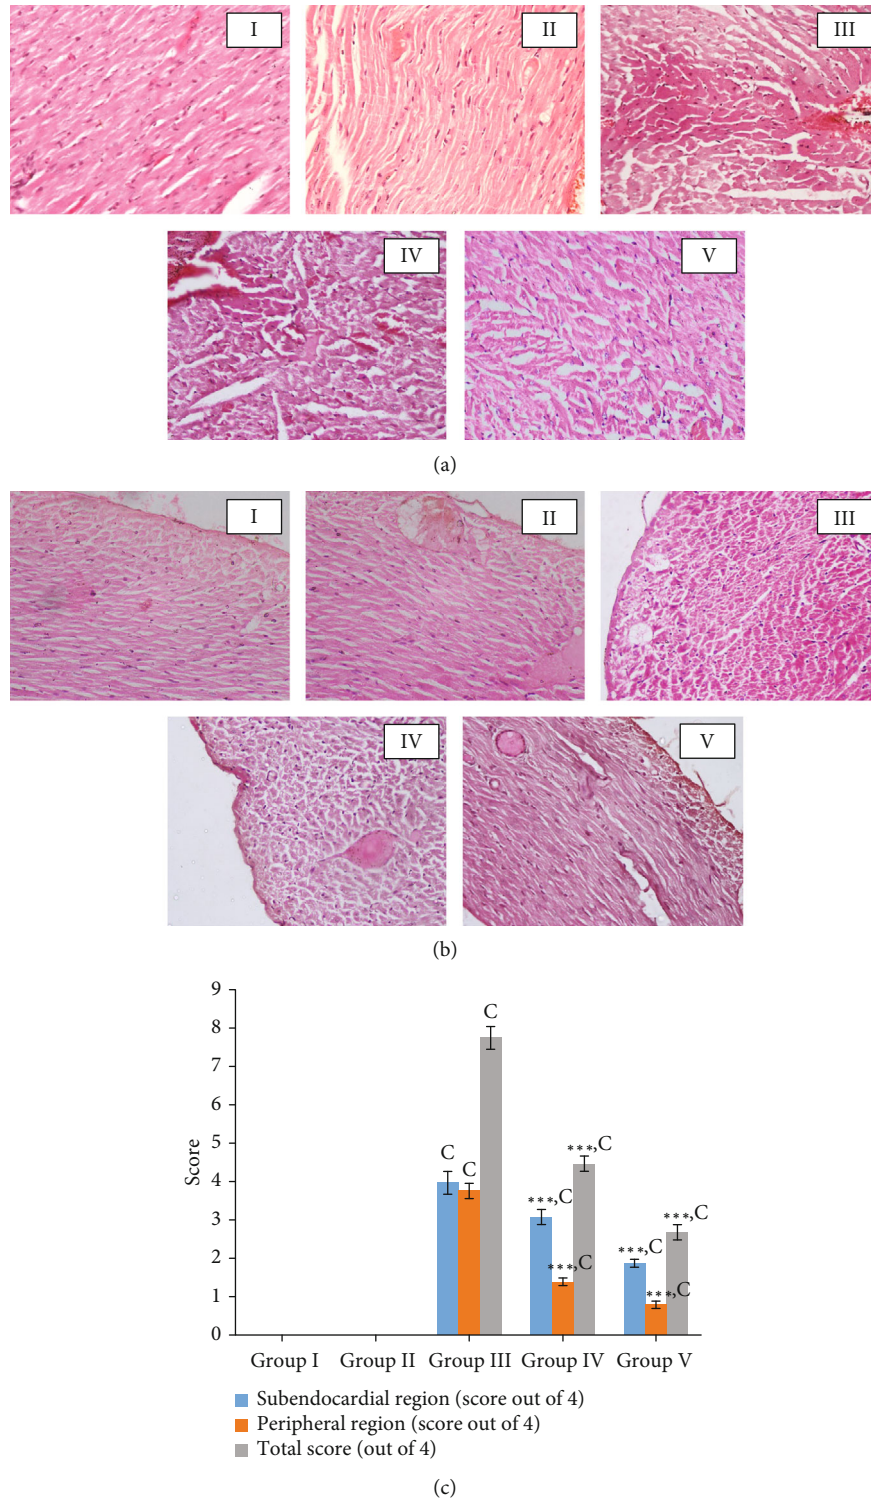 I
II
III
IV
V
(a)
I
II
III
IV
V
(b)
9
8
7
6
5
4
3
2
1
0
Score
C
C
C
***,C
***,C
***,C
***,C
***,C
***,C
Group I
Group II
Group III
Group IV
Group V
Subendocardial region (score out of 4)
Peripheral region (score out of 4)
Total score (out of 4)
(c)